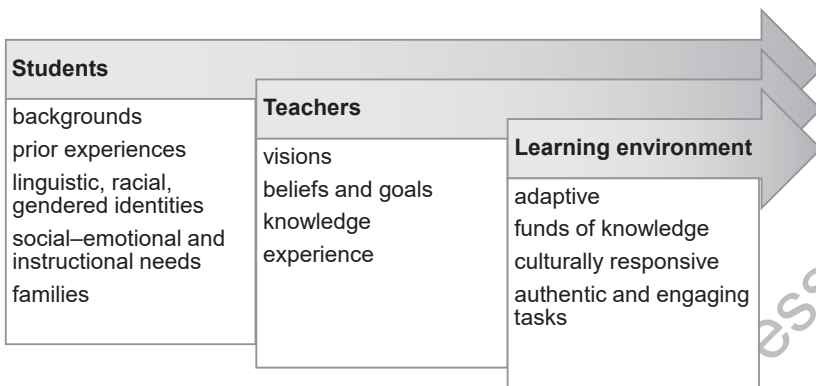 Students
backgrounds
prior experiences
linguistic, racial,
gendered identities
social–emotional and
instructional needs
families
Teachers
visions
beliefs and goals
knowledge
experience
Learning environment
adaptive
funds of knowledge
culturally responsive
authentic and engaging
tasks